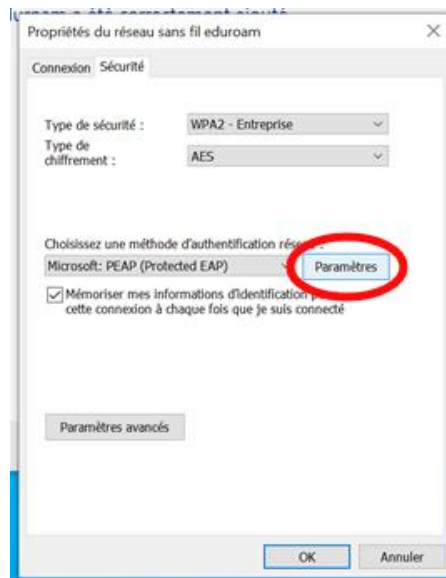 Propriétés du réseau sans fil eduroam
Connexion Sécurité
Type de sécurité : WPA2 - Entreprise
Type de
chiffrement : AES
Choisissez une méthode d'authentification
Microsoft: PEAP (Protected EAP) Paramètres
Mémoriser mes informations d'identification
cette connexion à chaque fois que je suis connecté
Paramètres avancés
OK Annuler